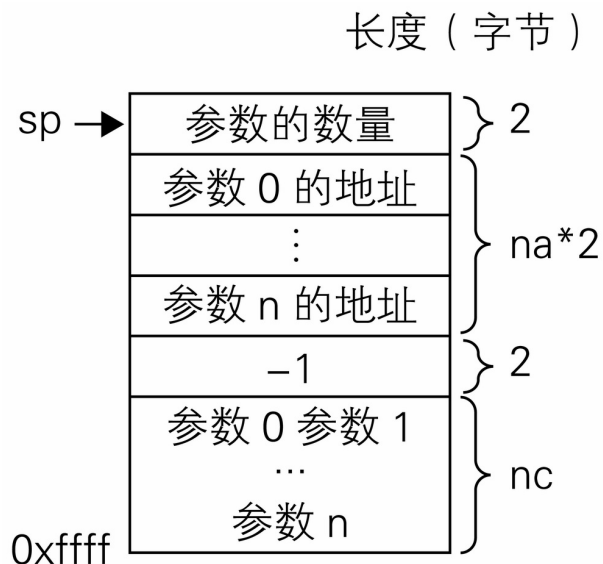 长度（字节）
sp
参数的数量
2
参数 0 的地址
⋮
na*2
参数 n 的地址
–1
2
参数 0 参数 1
…
nc
参数 n
0xffff